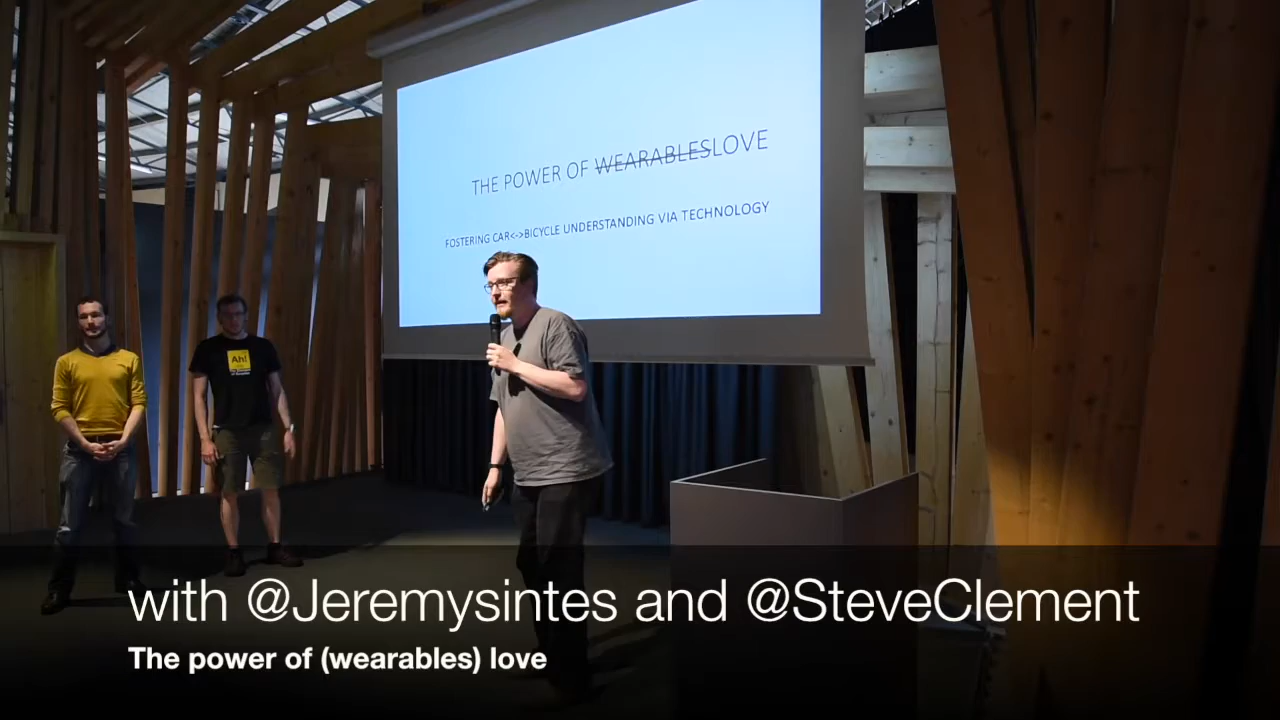 THE POWER OF WEARABLESLOVE
FOSTERING CAR<->BICYCLE UNDERSTANDING VIA TECHNOLOGY
Ah!
with @Jeremysintes and @SteveClement
The power of (wearables) love